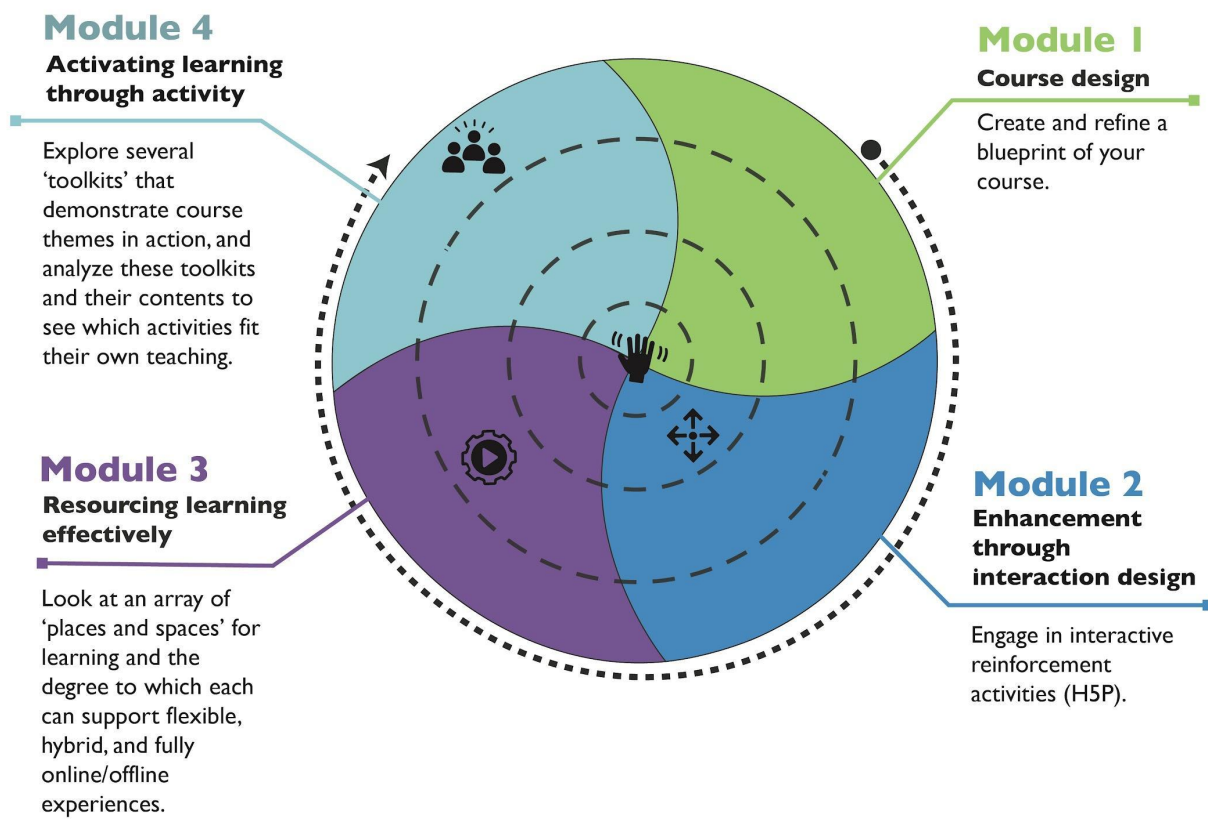 Module 4
Activating learning
through activity
Explore several
‘toolkits’ that
demonstrate course
themes in action, and
analyze these toolkits
and their contents to
see which activities fit
their own teaching.
Module 1
Course design
Create and refine a
blueprint of your
course.
Module 3
Resourcing learning
effectively
Look at an array of
‘places and spaces’ for
learning and the
degree to which each
can support flexible,
hybrid, and fully
online/offline
experiences.
Module 2
Enhancement
through
interaction design
Engage in interactive
reinforcement
activities (H5P).